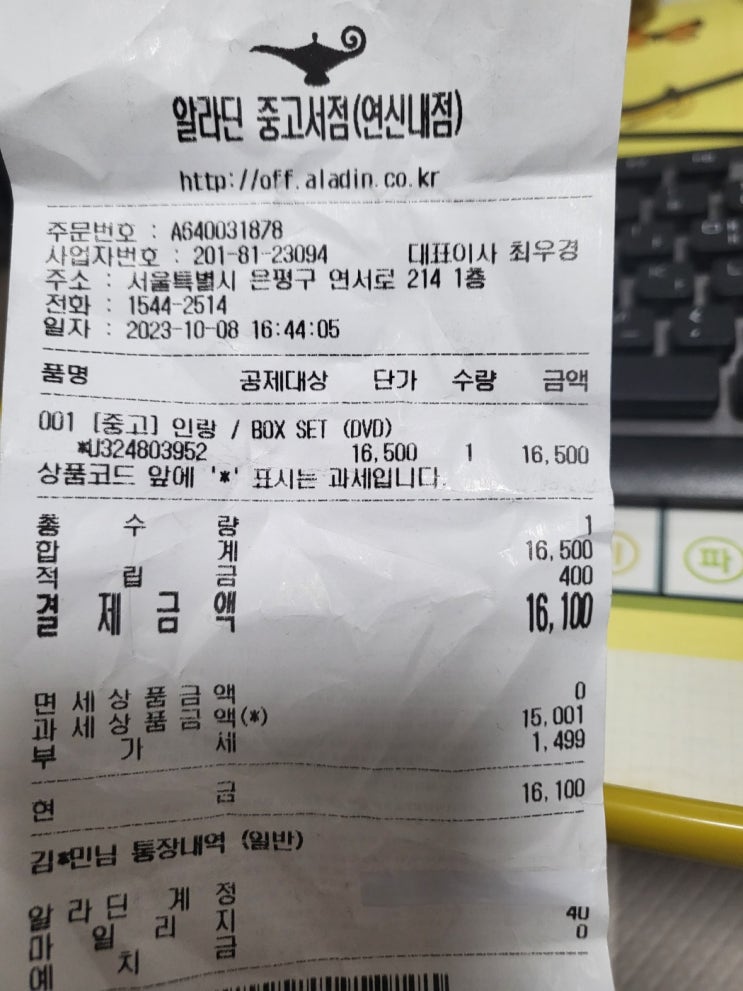 알라딘 중고서점(연신내점)
http://off.aladin.co.kr
주문번호 : A640031878
사업자번호 : 201-81-23094 대표이사 최우경
주소 : 서울특별시 은평구 연서로 214 1층
전화 : 1544-2514
일자 : 2023-10-08 16:44:05
품명 공제대상 단가 수량 금액
001 [중고] 인랑 / BOX SET (DVD)
*U324803952 16,500 1 16,500
상품코드 앞에 '*' 표시는 과세입니다.
총 수 량 1
합 계 16,500
적 립 금 400
결 제 금 액 16,100
면 세 상 품 금 액 0
과 세 상 품 금 액(*) 15,001
부 가 세 1,499
현 금 16,100
김*민님 통장내역 (일반)
알 라 딘 계 정
마 일 리 지 40
예 치 금 0
파